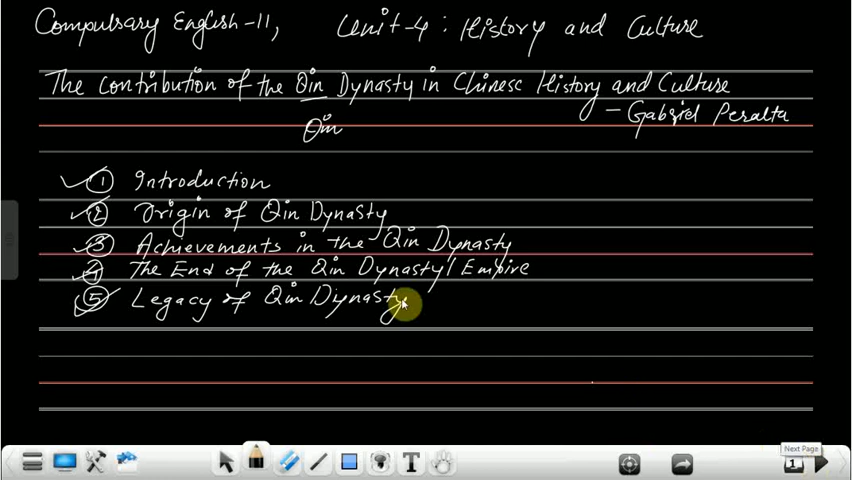 Compulsary English-11, Unit-4: History and Culture
The Contribution of the Qin Dynasty in Chinese History and Culture
- Gabriel Peralta
Qin
1 Introduction
2 Origin of Qin Dynasty
3 Achievements in the Qin Dynasty
4 The End of the Qin Dynasty/Empire
5 Legacy of Qin Diynasty
Next Page
T
1